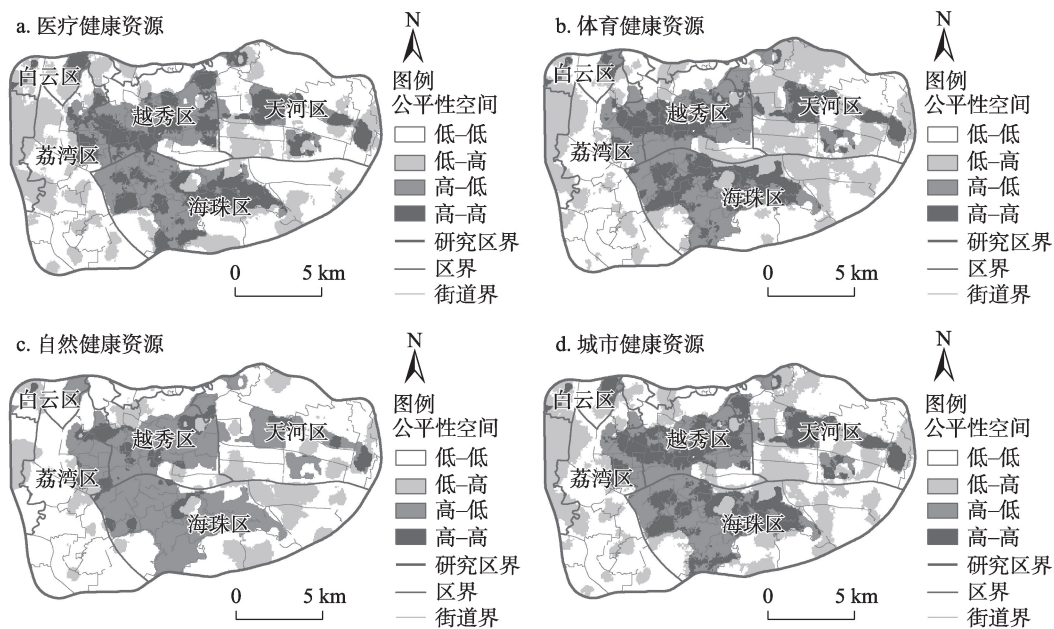 a. 医疗健康资源
N
白云区
越秀区
天河区
荔湾区
海珠区
0 5 km
图例
公平性空间
低–低
低–高
高–低
高–高
研究区界
区界
街道界
b. 体育健康资源
N
白云区
越秀区
天河区
荔湾区
海珠区
0 5 km
图例
公平性空间
低–低
低–高
高–低
高–高
研究区界
区界
街道界
c. 自然健康资源
N
白云区
越秀区
天河区
荔湾区
海珠区
0 5 km
图例
公平性空间
低–低
低–高
高–低
高–高
研究区界
区界
街道界
d. 城市健康资源
N
白云区
越秀区
天河区
荔湾区
海珠区
0 5 km
图例
公平性空间
低–低
低–高
高–低
高–高
研究区界
区界
街道界